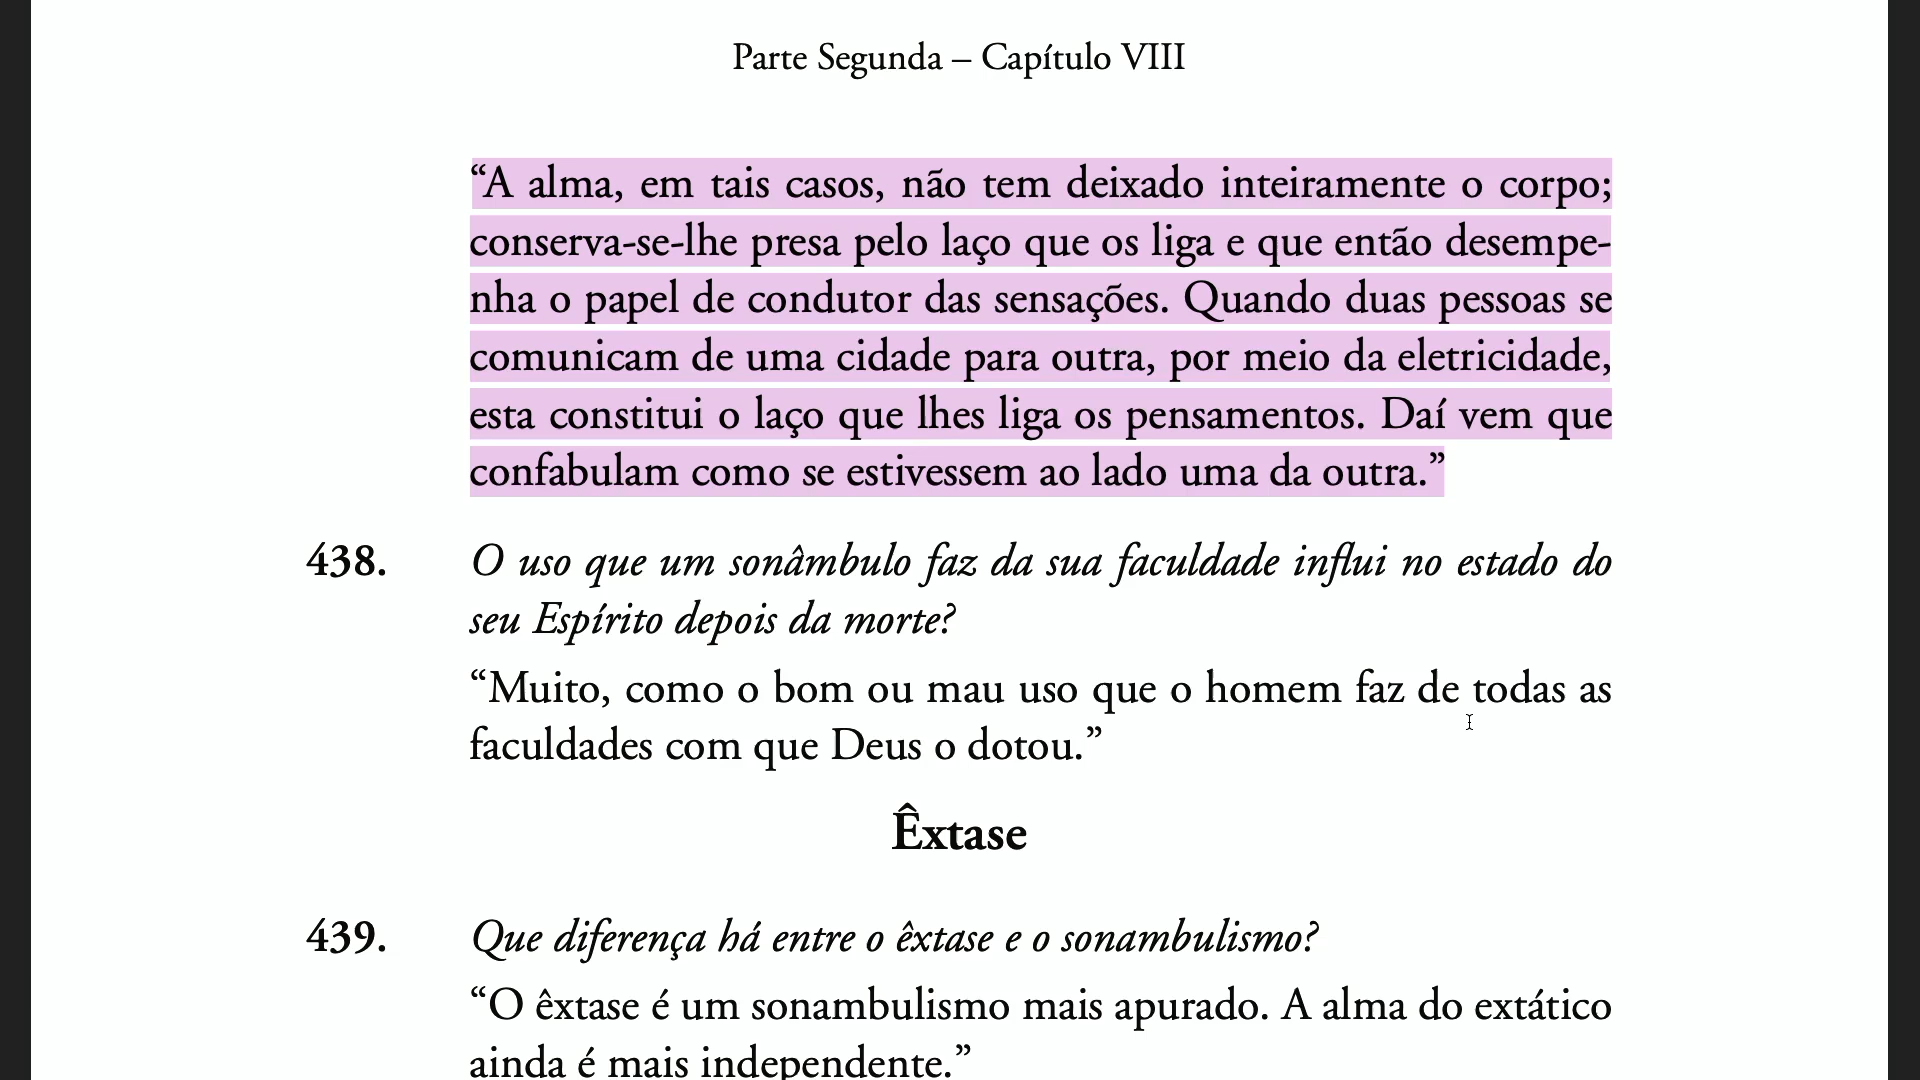 Parte Segunda – Capítulo VIII
“A alma, em tais casos, não tem deixado inteiramente o corpo;
conserva-se-lhe presa pelo laço que os liga e que então desempe-
nha o papel de condutor das sensações. Quando duas pessoas se
comunicam de uma cidade para outra, por meio da eletricidade,
esta constitui o laço que lhes liga os pensamentos. Daí vem que
confabulam como se estivessem ao lado uma da outra.”
438. O uso que um sonâmbulo faz da sua faculdade influi no estado do
seu Espírito depois da morte?
“Muito, como o bom ou mau uso que o homem faz de todas as
faculdades com que Deus o dotou.”
Êxtase
439. Que diferença há entre o êxtase e o sonambulismo?
“O êxtase é um sonambulismo mais apurado. A alma do extático
ainda é mais independente.”